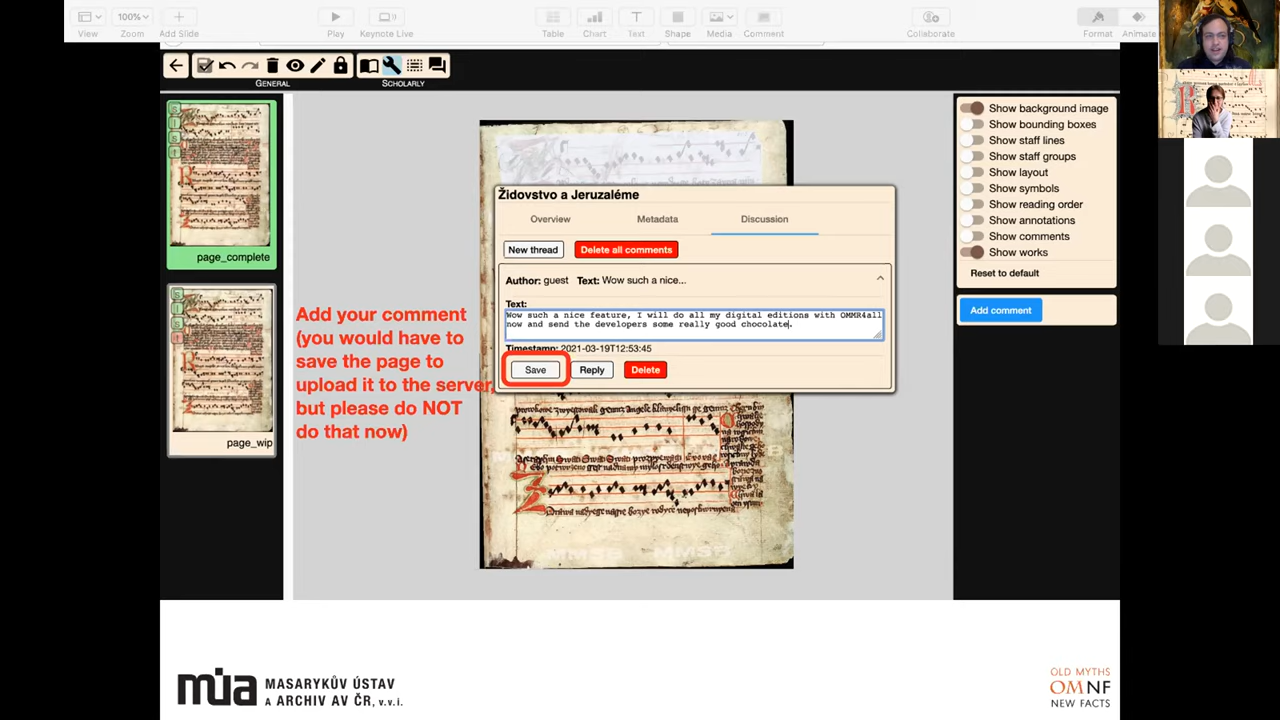 View
100%
Zoom
Add Slide
Play
Keynote Live
Table
Chart
Text
Shape
Media
Comment
Collaborate
Format
Animate
GENERAL
SCHOLARLY
page_complete
page_wip
Add your comment
(you would have to
save the page to
upload it to the server,
but please do NOT
do that now)
Židovstvo a Jeruzaléme
Overview Metadata Discussion
New thread Delete all comments
Author: guest Text: Wow such a nice...
Text:
Wow such a nice feature, I will do all my digital editions with OMMR4all
now and send the developers some really good chocolate.
Timestamp: 2021-03-19T12:53:45
Save Reply Delete
Show background image
Show bounding boxes
Show staff lines
Show staff groups
Show layout
Show symbols
Show reading order
Show annotations
Show comments
Show works
Reset to default
Add comment
MMSB MMSB
mia MASARYKŮV ÚSTAV
A ARCHIV AV ČR, v.v.i.
OLD MYTHS
OMNF
NEW FACTS